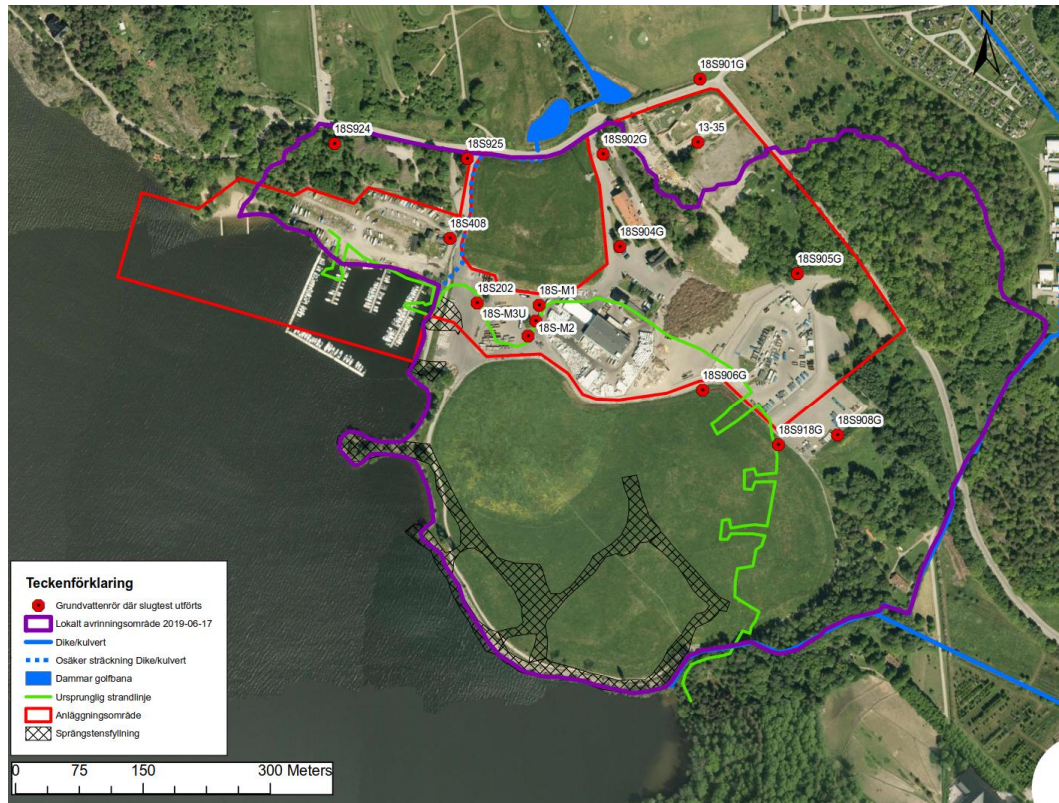 N
18S901G
13-35
18S924
18S925
18S902G
18S408
18S904G
18S905G
18S202
18S-M1
18S-M3U
18S-M2
18S906G
18S908G
18S918G
Teckenförklaring
Grundvattenrör där slugtest utförts
Lokalt avrinningsområde 2019-06-17
Dike/kulvert
Osäker sträckning Dike/kulvert
Dammar golfbana
Ursprunglig strandlinje
Anläggningsområde
Sprängstensfyllning
0 75 150 300 Meters